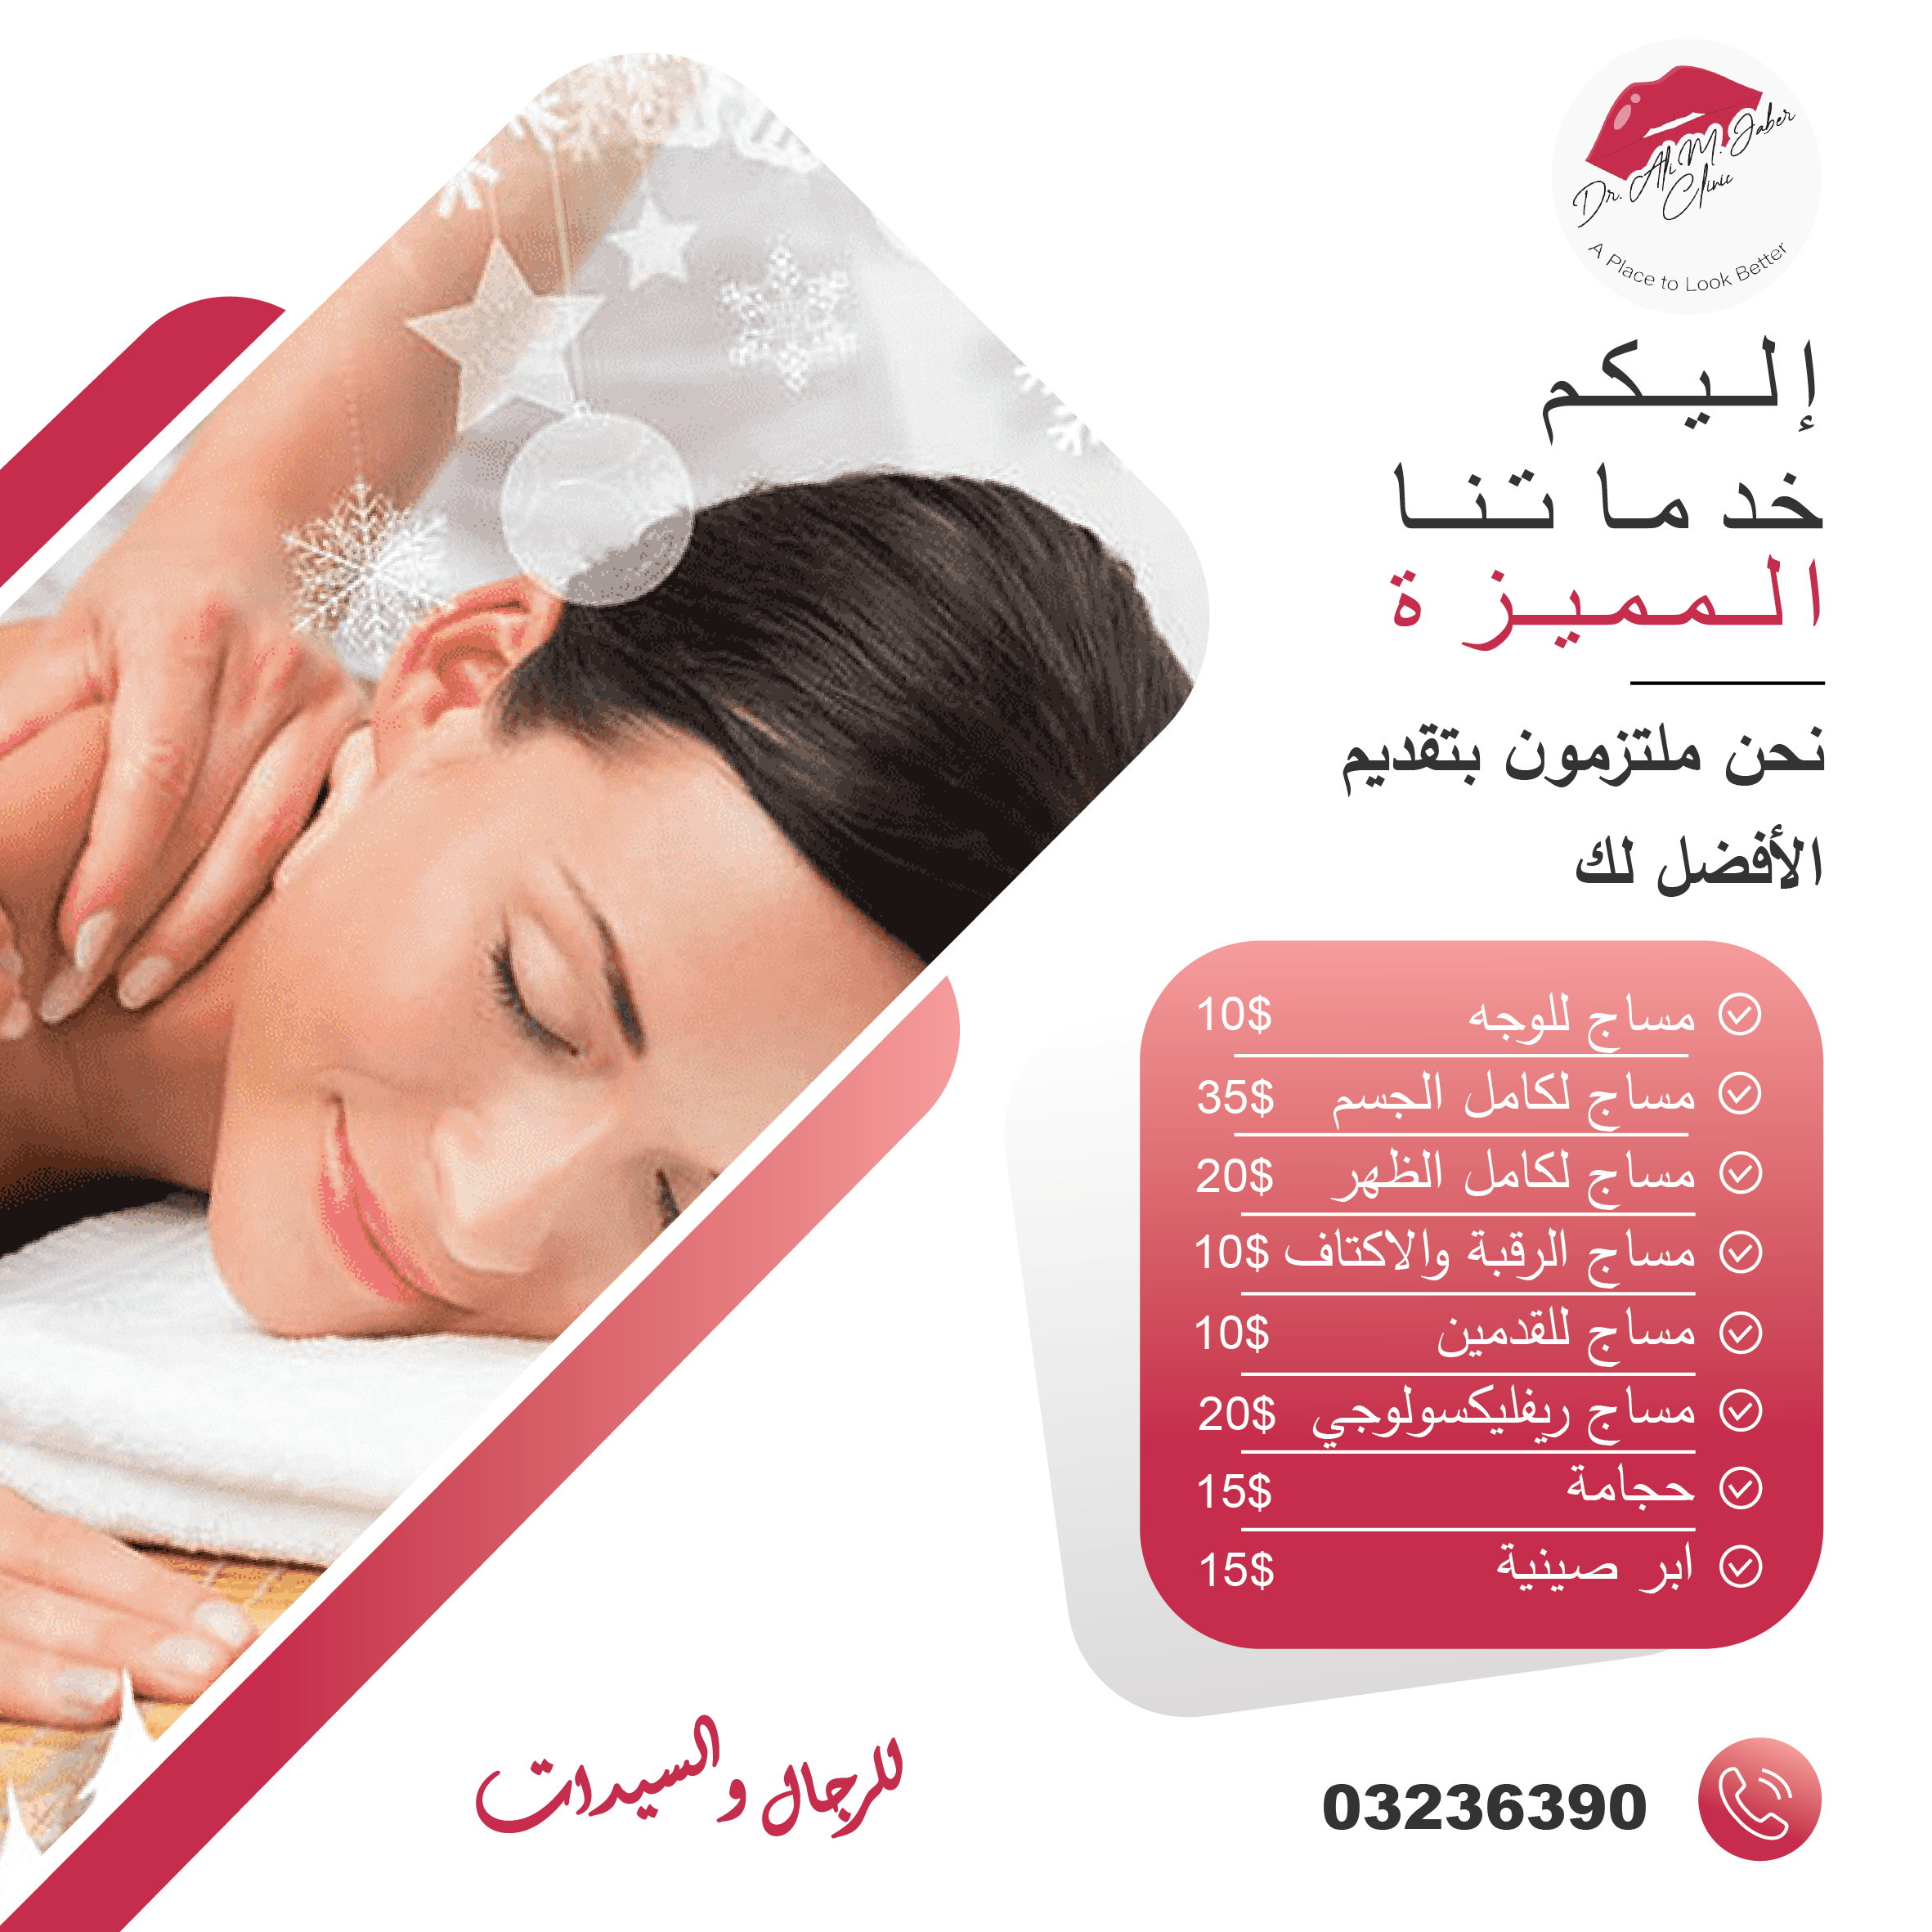 Dr. Ali M. Jaber
Clinic
A Place to Look Better
إليكم
خدماتنا
المميزة
نحن ملتزمون بتقديم
الأفضل لك
مساج للوجه 10$
مساج لكامل الجسم 35$
مساج لكامل الظهر 20$
مساج الرقبة والاكتاف 10$
مساج للقدمين 10$
مساج ريفليكسولوجي 20$
حجامة 15$
ابر صينية 15$
للرجال و السيدات
03236390